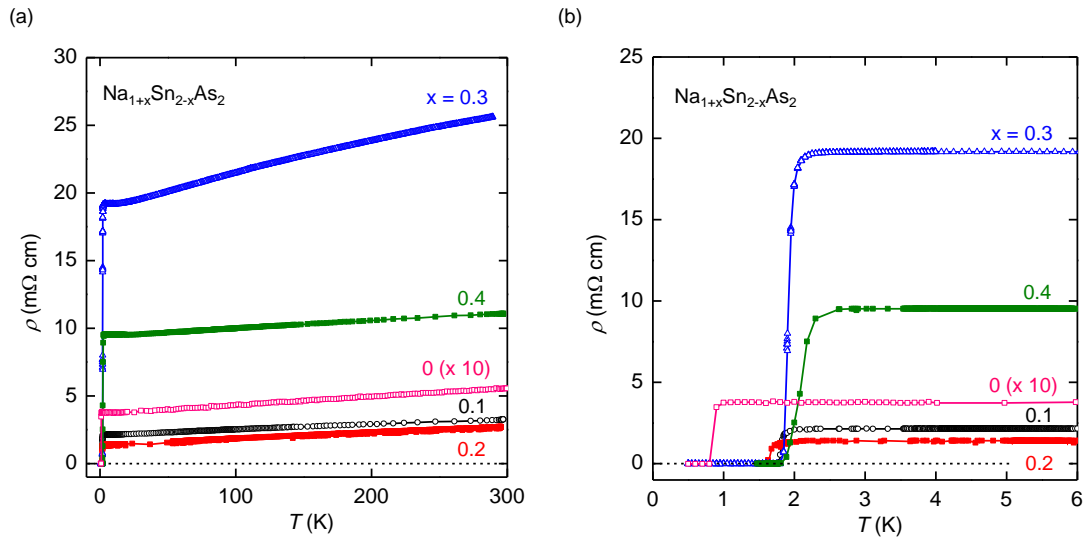 (a)
30
25
20
15
10
5
0
ρ (mΩ cm)
Na1+xSn2-xAs2
x = 0.3
0.4
0 (x 10)
0.1
0.2
0 100 200 300
T (K)
(b)
25
20
15
10
5
0
ρ (mΩ cm)
Na1+xSn2-xAs2
x = 0.3
0.4
0 (x 10)
0.1
0.2
0 1 2 3 4 5 6
T (K)